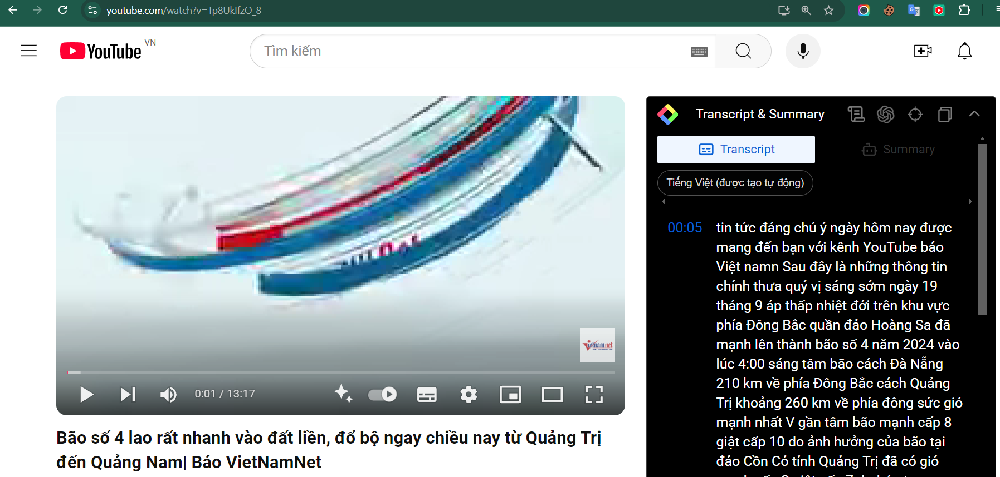 youtube.com/watch?v=Tp8UkIfzO_8
YouTube VN
Tìm kiếm
Transcript & Summary
Transcript
Summary
Tiếng Việt (được tạo tự động)
00:05
tin tức đáng chú ý ngày hôm nay được
mang đến bạn với kênh YouTube báo
Việt namn Sau đây là những thông tin
chính thưa quý vị sáng sớm ngày 19
tháng 9 áp thấp nhiệt đới trên khu vực
phía Đông Bắc quần đảo Hoàng Sa đã
mạnh lên thành bão số 4 năm 2024 vào
lúc 4:00 sáng tâm bão cách Đà Nẵng
210 km về phía Đông Bắc cách Quảng
Trị khoảng 260 km về phía đông sức gió
mạnh nhất V gần tâm bão mạnh cấp 8
giật cấp 10 do ảnh hưởng của bão tại
đảo Cồn Cỏ tỉnh Quảng Trị đã có gió
Vietnamnet
0:01 / 13:17
Bão số 4 lao rất nhanh vào đất liền, đổ bộ ngay chiều nay từ Quảng Trị
đến Quảng Nam| Báo VietNamNet